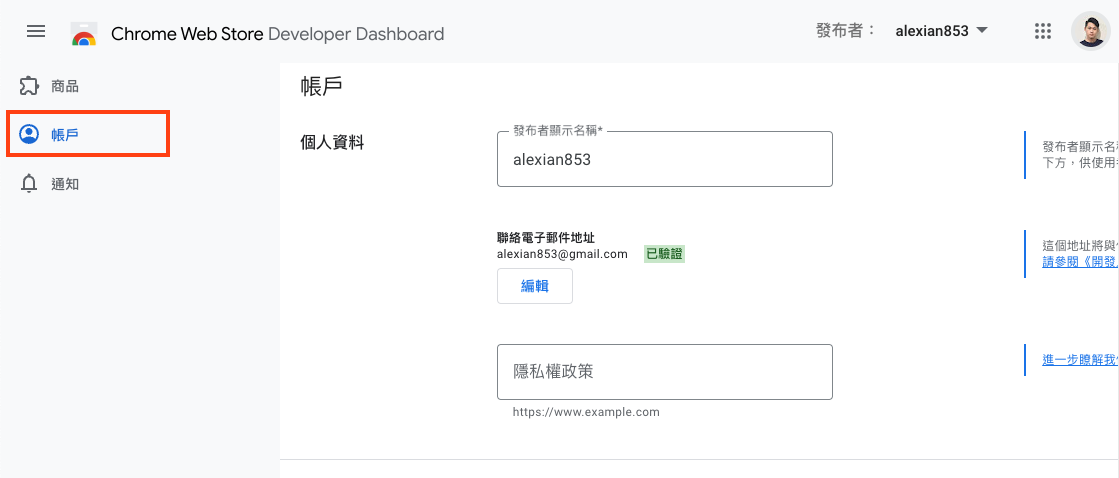 Chrome Web Store Developer Dashboard
發布者：
alexian853
商品
帳戶
通知
帳戶
個人資料
發布者顯示名稱*
alexian853
發布者顯示名
下方，供使用
聯絡電子郵件地址
alexian853@gmail.com
已驗證
編輯
這個地址將與
請參閱《開發
隱私權政策
https://www.example.com
進一步瞭解我